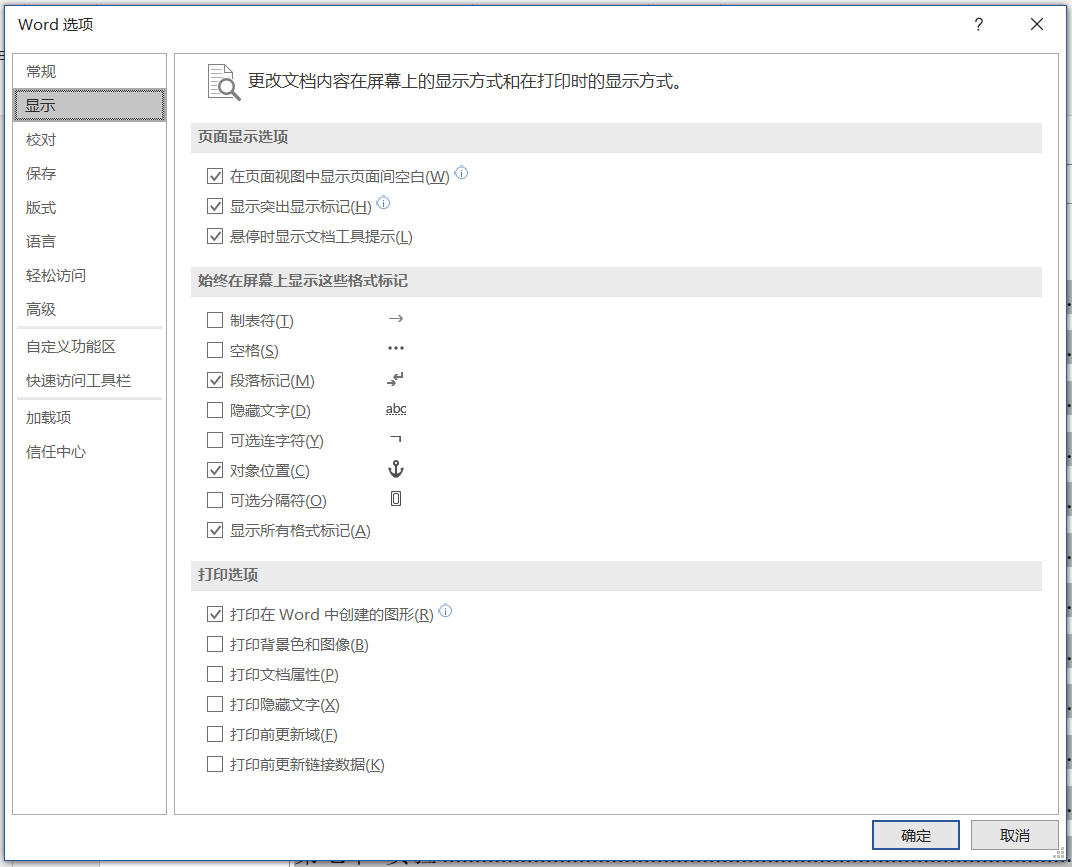 Word 选项
常规
显示
校对
保存
版式
语言
轻松访问
高级
自定义功能区
快速访问工具栏
加载项
信任中心
更改文档内容在屏幕上的显示方式和在打印时的显示方式。
页面显示选项
在页面视图中显示页面间空白(W)
显示突出显示标记(H)
悬停时显示文档工具提示(L)
始终在屏幕上显示这些格式标记
制表符(T) →
空格(S) •••
段落标记(M)
隐藏文字(D) abc
可选连字符(Y) ¬
对象位置(C)
可选分隔符(O)
显示所有格式标记(A)
打印选项
打印在 Word 中创建的图形(R)
打印背景色和图像(B)
打印文档属性(P)
打印隐藏文字(X)
打印前更新域(F)
打印前更新链接数据(K)
确定 取消